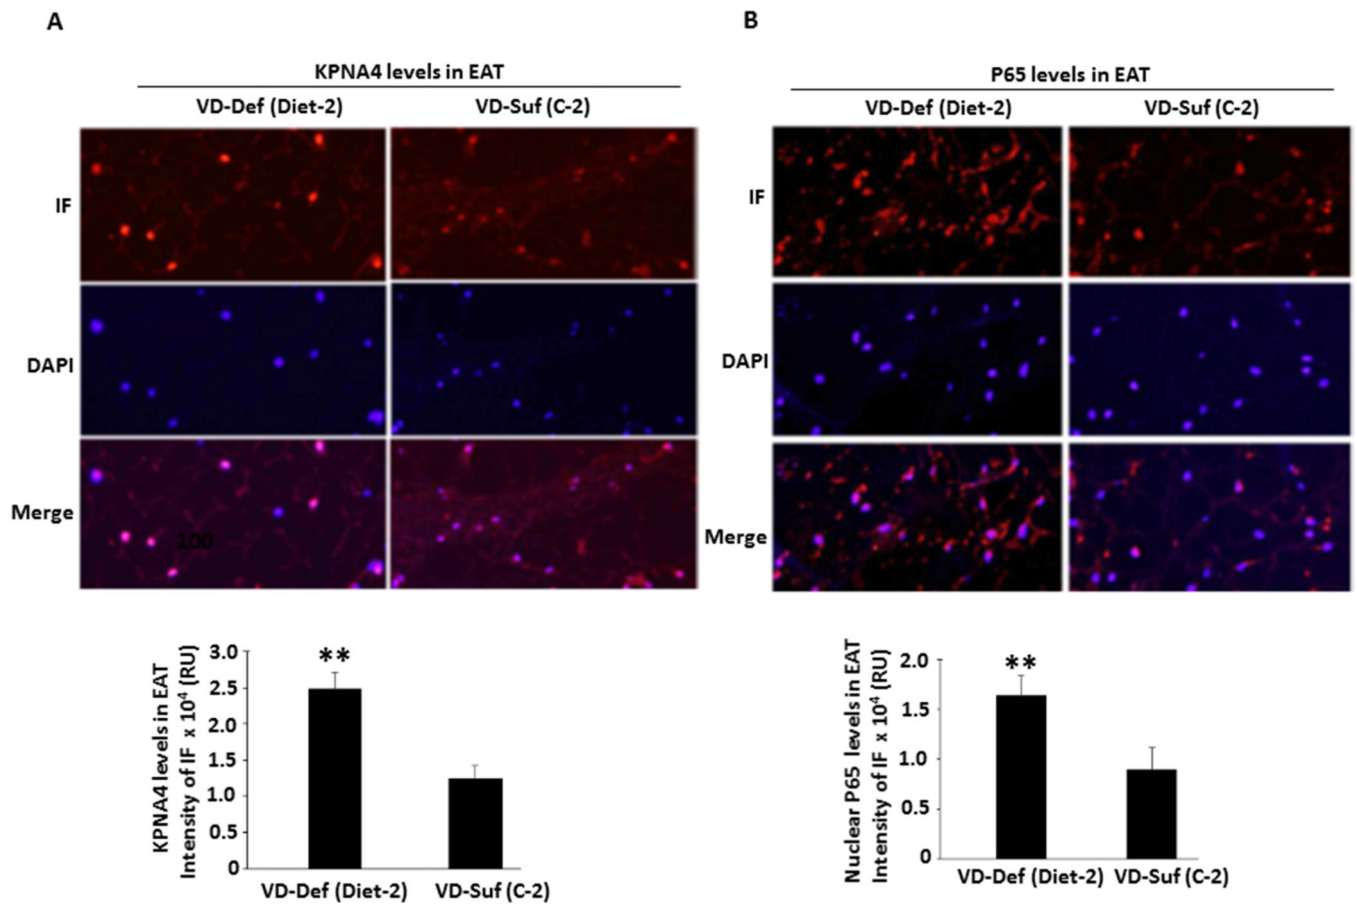 A
KPNA4 levels in EAT
VD-Def (Diet-2)
VD-Suf (C-2)
IF
DAPI
Merge
100
KPNA4 levels in EAT
Intensity of IF x 10⁴ (RU)
3.0
2.5
2.0
1.5
1.0
0.5
0
**
VD-Def (Diet-2)
VD-Suf (C-2)
B
P65 levels in EAT
VD-Def (Diet-2)
VD-Suf (C-2)
IF
DAPI
Merge
Nuclear P65 levels in EAT
Intensity of IF x 10⁴ (RU)
2.0
1.5
1.0
0.5
0
**
VD-Def (Diet-2)
VD-Suf (C-2)